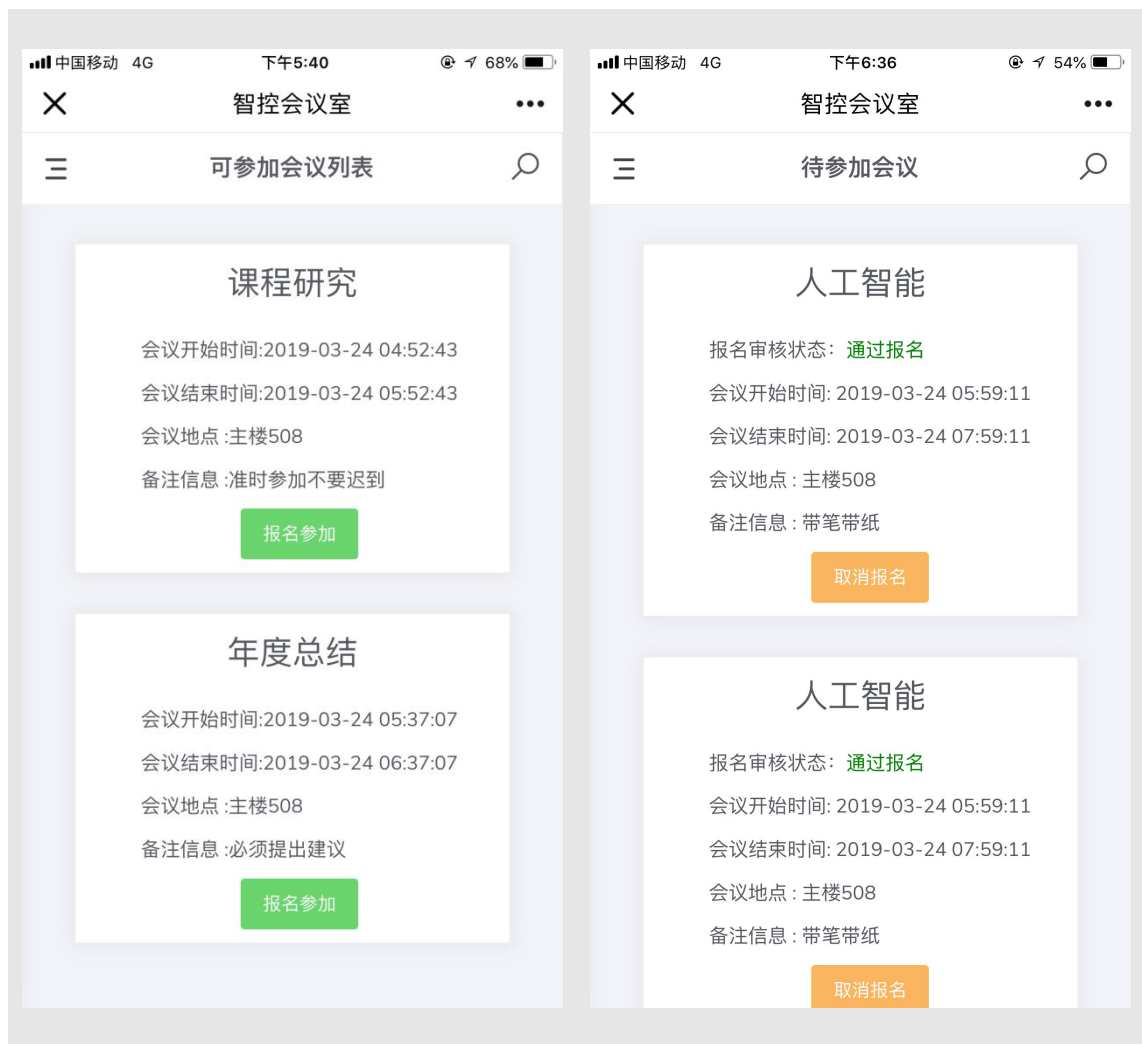 中国移动 4G 下午5:40 68%
智控会议室
可参加会议列表
课程研究
会议开始时间:2019-03-24 04:52:43
会议结束时间:2019-03-24 05:52:43
会议地点 :主楼508
备注信息 :准时参加不要迟到
报名参加
年度总结
会议开始时间:2019-03-24 05:37:07
会议结束时间:2019-03-24 06:37:07
会议地点 :主楼508
备注信息 :必须提出建议
报名参加
中国移动 4G 下午6:36 54%
智控会议室
待参加会议
人工智能
报名审核状态：通过报名
会议开始时间: 2019-03-24 05:59:11
会议结束时间: 2019-03-24 07:59:11
会议地点 : 主楼508
备注信息 : 带笔带纸
取消报名
人工智能
报名审核状态：通过报名
会议开始时间: 2019-03-24 05:59:11
会议结束时间: 2019-03-24 07:59:11
会议地点 : 主楼508
备注信息 : 带笔带纸
取消报名